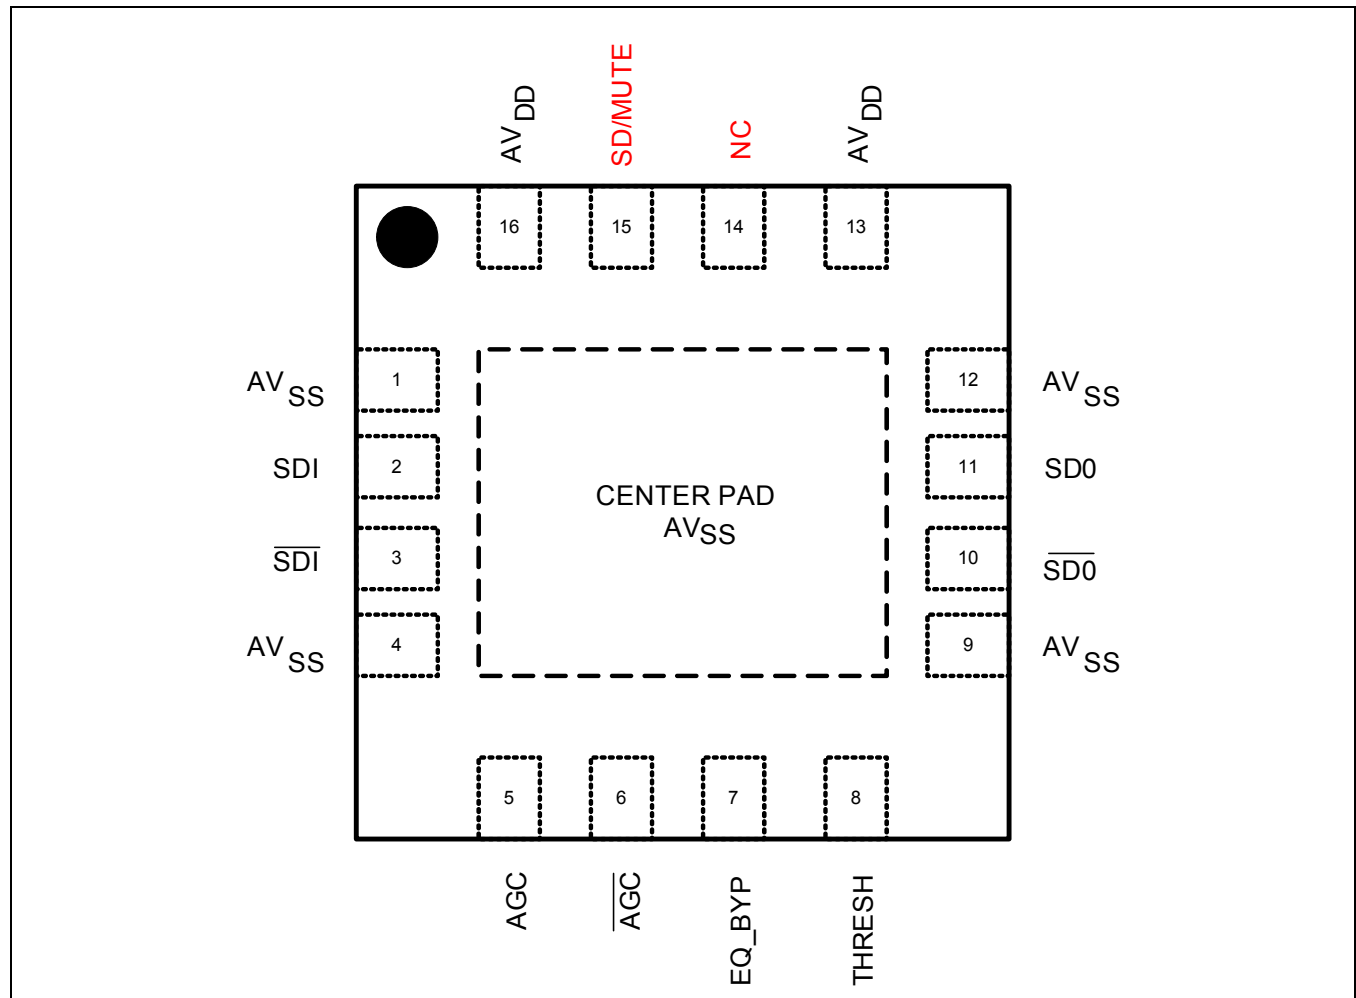 AVDD
SD/MUTE
NC
AVDD
16
15
14
13
AVSS
1
12
AVSS
SDI
2
11
SD0
SDI
3
10
SD0
AVSS
4
9
AVSS
CENTER PAD
AVSS
5
6
7
8
AGC
AGC
EQ_BYP
THRESH